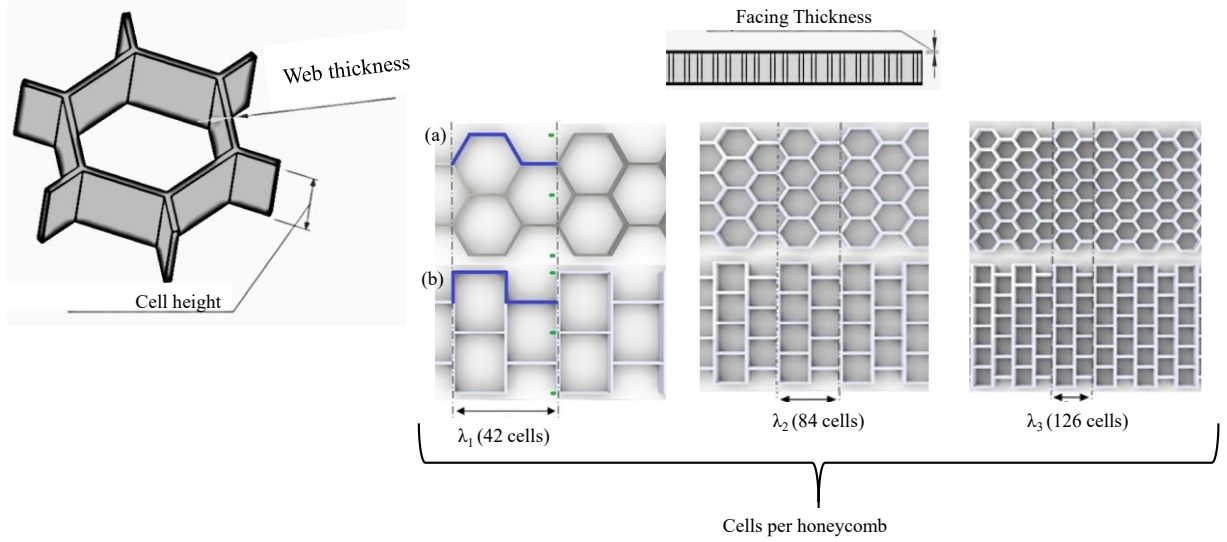 Facing Thickness
Web thickness
Cell height
(a)
(b)
λ₁ (42 cells)
λ₂ (84 cells)
λ₃ (126 cells)
Cells per honeycomb